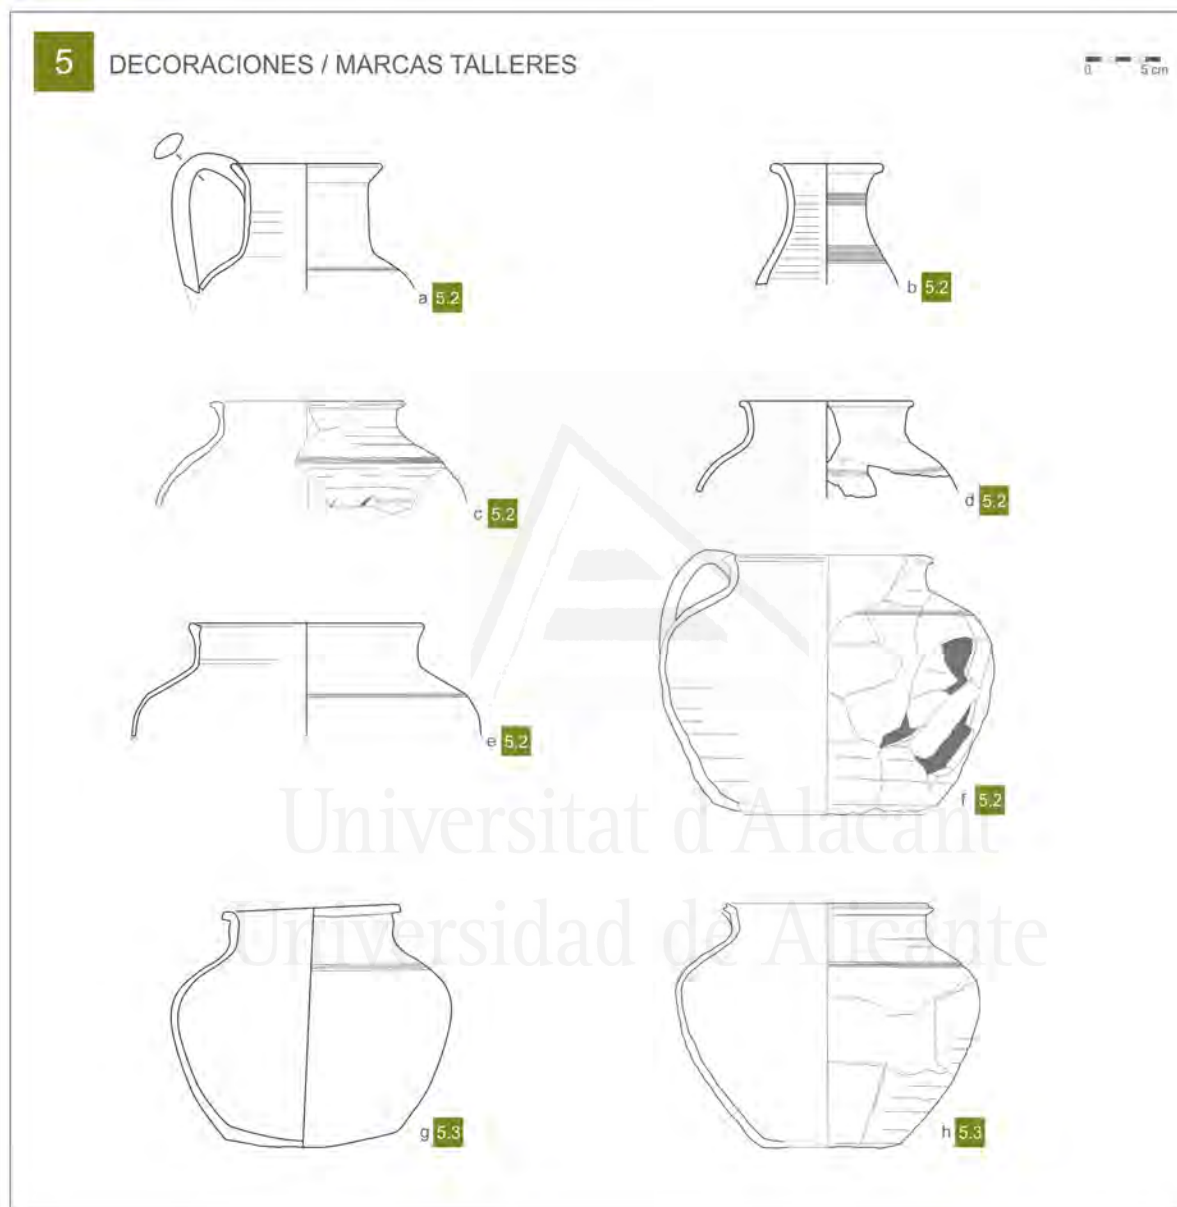 5 DECORACIONES / MARCAS TALLERES
0 5 cm
a 5.2
b 5.2
c 5.2
d 5.2
e 5.2
f 5.2
Universitat d'Alacant
Universidad de Alicante
g 5.3
h 5.3